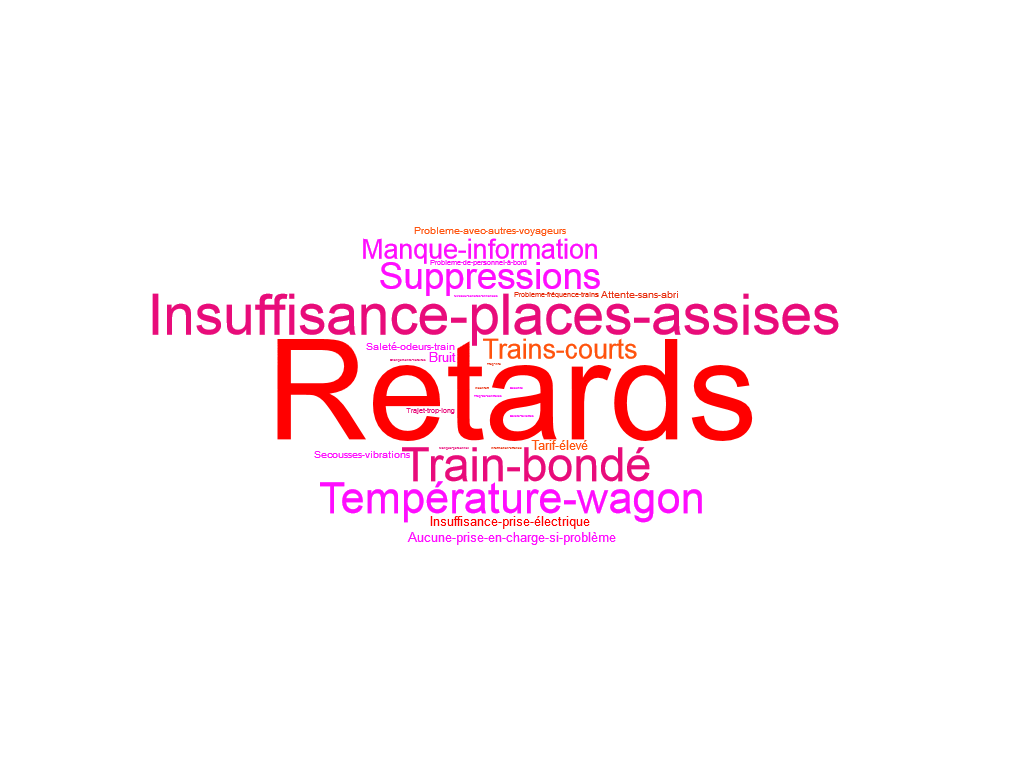 Probleme-avec-autres-voyageurs
Manque-information
Probleme-de-personnel-à-bord
Suppressions
Probleme-fréquence-trains Attente-sans-abri
Insuffisance-places-assises
Saleté-odeurs-train Trains-courts
Bruit
Retards
Trajet-trop-long
Tarif-élevé
Secousses-vibrations Train-bondé
Température-wagon
Insuffisance-prise-électrique
Aucune-prise-en-charge-si-problème